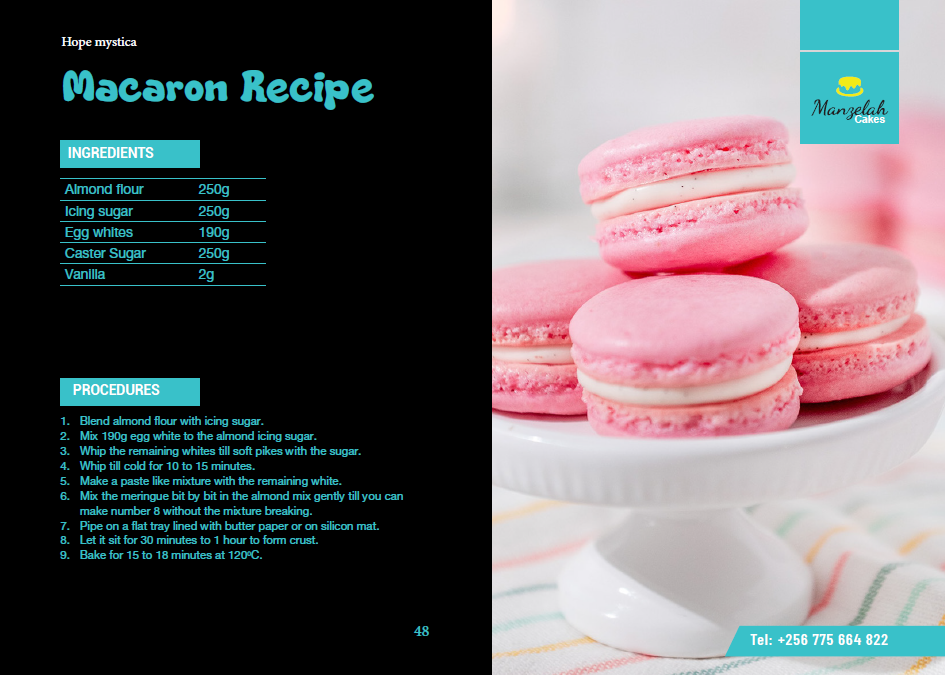 Hope mystica
Macaron Recipe
INGREDIENTS
Almond flour 250g
Icing sugar 250g
Egg whites 190g
Caster Sugar 250g
Vanilla 2g
PROCEDURES
1. Blend almond flour with icing sugar.
2. Mix 190g egg white to the almond icing sugar.
3. Whip the remaining whites till soft pikes with the sugar.
4. Whip till cold for 10 to 15 minutes.
5. Make a paste like mixture with the remaining white.
6. Mix the meringue bit by bit in the almond mix gently till you can
make number 8 without the mixture breaking.
7. Pipe on a flat tray lined with butter paper or on silicon mat.
8. Let it sit for 30 minutes to 1 hour to form crust.
9. Bake for 15 to 18 minutes at 120ºC.
48
Manzelah
Cakes
Tel: +256 775 664 822